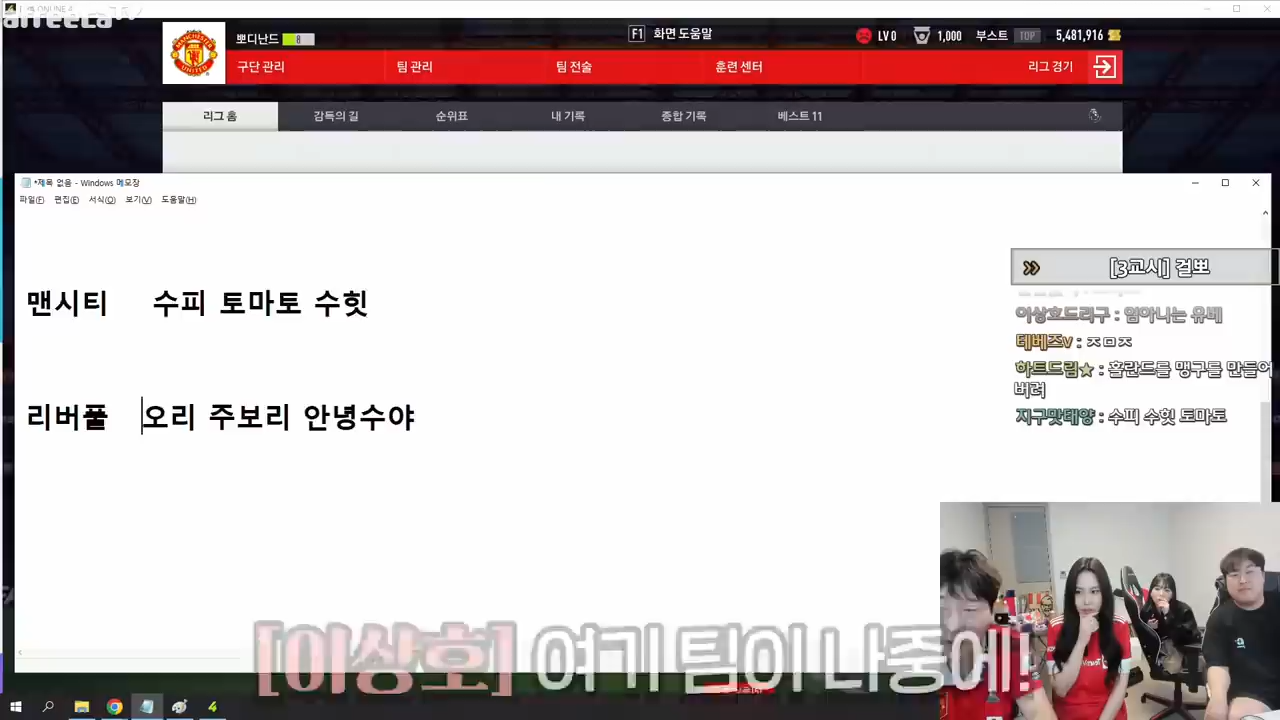 afreecaTV
뽀디난드 8
F1 화면 도움말
LV 0 1,000 부스트 TOP 5,481,916
MANCHESTER UNITED
구단 관리 팀 관리 팀 전술 훈련 센터 리그 경기
리그 홈 감독의 길 순위표 내 기록 종합 기록 베스트 11
*제목 없음 - Windows 메모장
파일(F) 편집(E) 서식(O) 보기(V) 도움말(H)
맨시티 수피 토마토 수힛
리버풀 오리 주보리 안녕수야
[3교시] 걸뽀
이상호드라구 : 엄아니는 유베
테베즈v : ㅈㅁㅈ
하트드림★ : 홀란드를 맹구를 만들어
버려
지구맛태양 : 수피 수힛 토마토
[이상호] 여기 팀이 나중에!